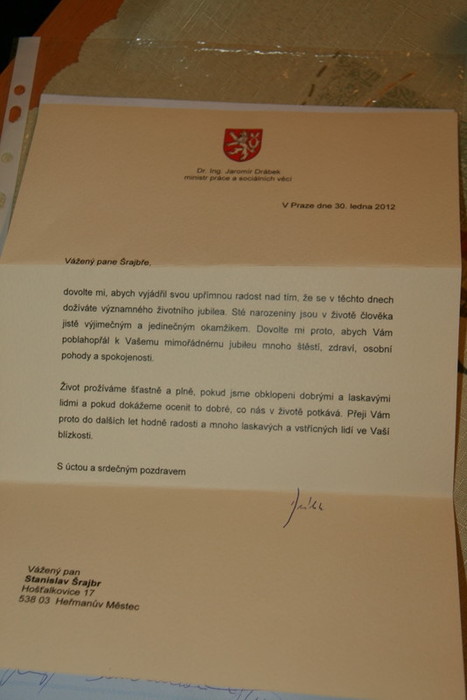 Dr. Ing. Jaromír Drábek
ministr práce a sociálních věcí
V Praze dne 30. ledna 2012
Vážený pane Šrajbře,
dovolte mi, abych vyjádřil svou upřímnou radost nad tím, že se v těchto dnech
dožíváte významného životního jubilea. Sté narozeniny jsou v životě člověka
jistě výjimečným a jedinečným okamžikem. Dovolte mi proto, abych Vám
poblahopřál k Vašemu mimořádnému jubileu mnoho štěstí, zdraví, osobní
pohody a spokojenosti.
Život prožíváme šťastně a plně, pokud jsme obklopeni dobrými a laskavými
lidmi a pokud dokážeme ocenit to dobré, co nás v životě potkává. Přeji Vám
proto do dalších let hodně radosti a mnoho laskavých a vstřícných lidí ve Vaší
blízkosti.
S úctou a srdečným pozdravem
Vážený pan
Stanislav Šrajbr
Hošťalkovice 17
538 03 Heřmanův Městec